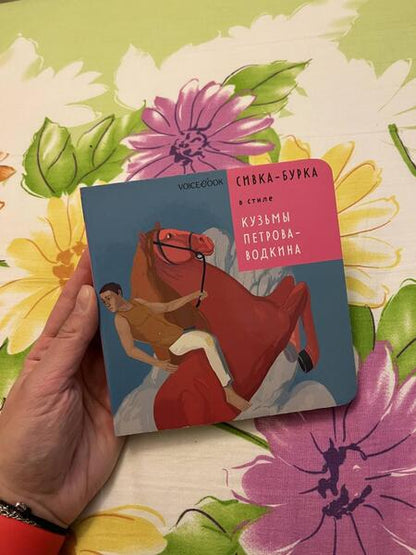 VOICEBOOK
СИВКА-БУРКА
в стиле
КУЗЬМЫ
ПЕТРОВА-
ВОДКИНА